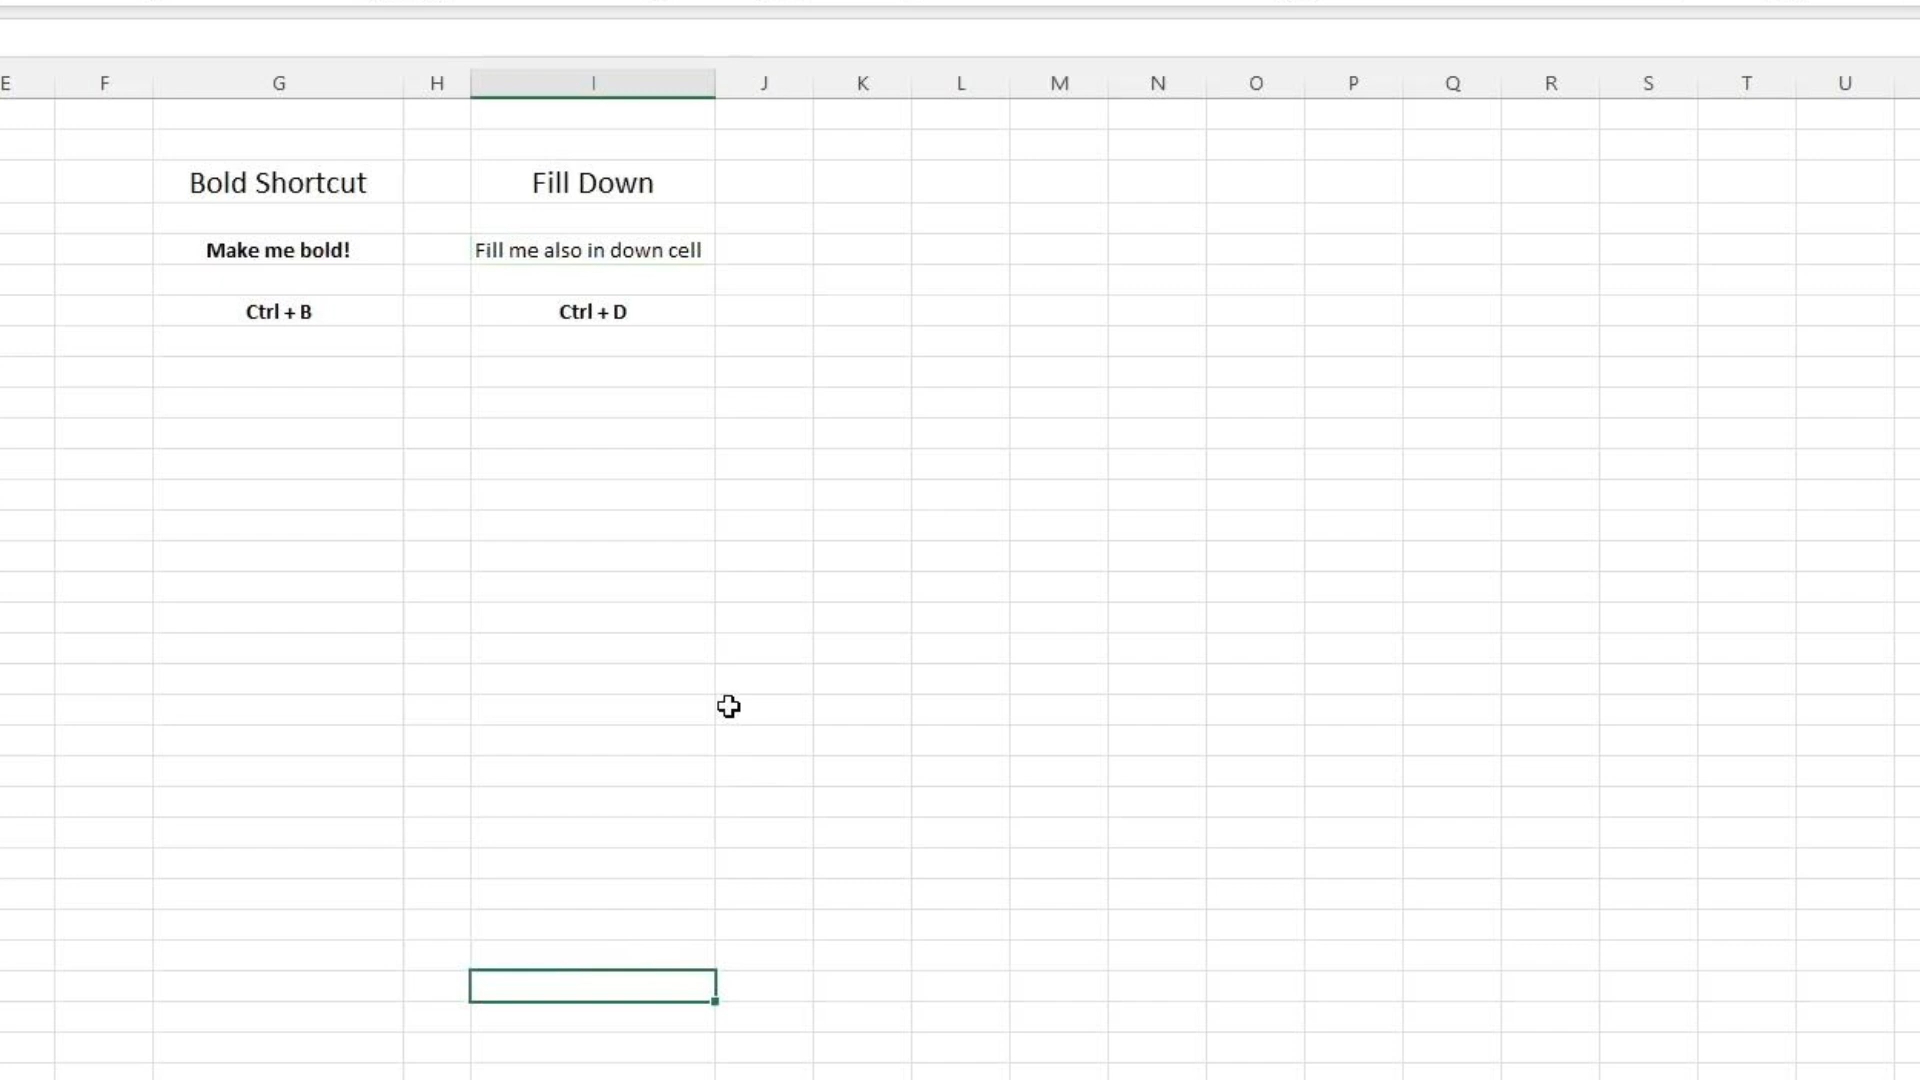 E F G H I J K L M N O P Q R S T U
Bold Shortcut Fill Down
Make me bold! Fill me also in down cell
Ctrl + B Ctrl + D